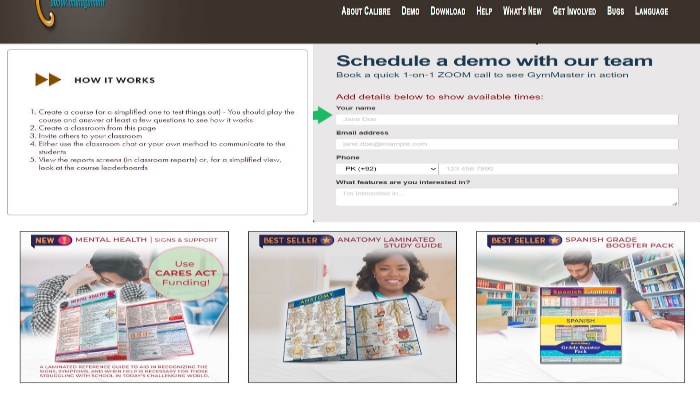 ebook management
ABOUT CALIBRE DEMO DOWNLOAD HELP WHAT'S NEW GET INVOLVED BUGS LANGUAGE
HOW IT WORKS
1. Create a course (or a simplified one to test things out) - You should play the
course and answer at least a few questions to see how it works
2. Create a classroom from this page
3. Invite others to your classroom
4. Either use the classroom chat or your own method to communicate to the
students
5. View the reports screens (in classroom reports) or, for a simplified view,
look at the course leaderboards
Schedule a demo with our team
Book a quick 1-on-1 ZOOM call to see GymMaster in action
Add details below to show available times:
Your name
Jane Doe
Email address
jane.doe@example.com
Phone
PK (+92) 123 456 7890
What features are you interested in?
I'm interested in...
NEW MENTAL HEALTH | SIGNS & SUPPORT
Use
CARES ACT
Funding!
MENTAL HEALTH
A LAMINATED REFERENCE GUIDE TO AID IN RECOGNIZING THE
SIGNS, SYMPTOMS, AND WHEN HELP IS NECESSARY FOR THOSE
STRUGGLING WITH SCHOOL IN TODAY'S CHALLENGING WORLD.
BEST SELLER ANATOMY LAMINATED
STUDY GUIDE
ANATOMY
BEST SELLER SPANISH GRADE
BOOSTER PACK
Spanish Grammar
SPANISH
Grade Booster
Pack